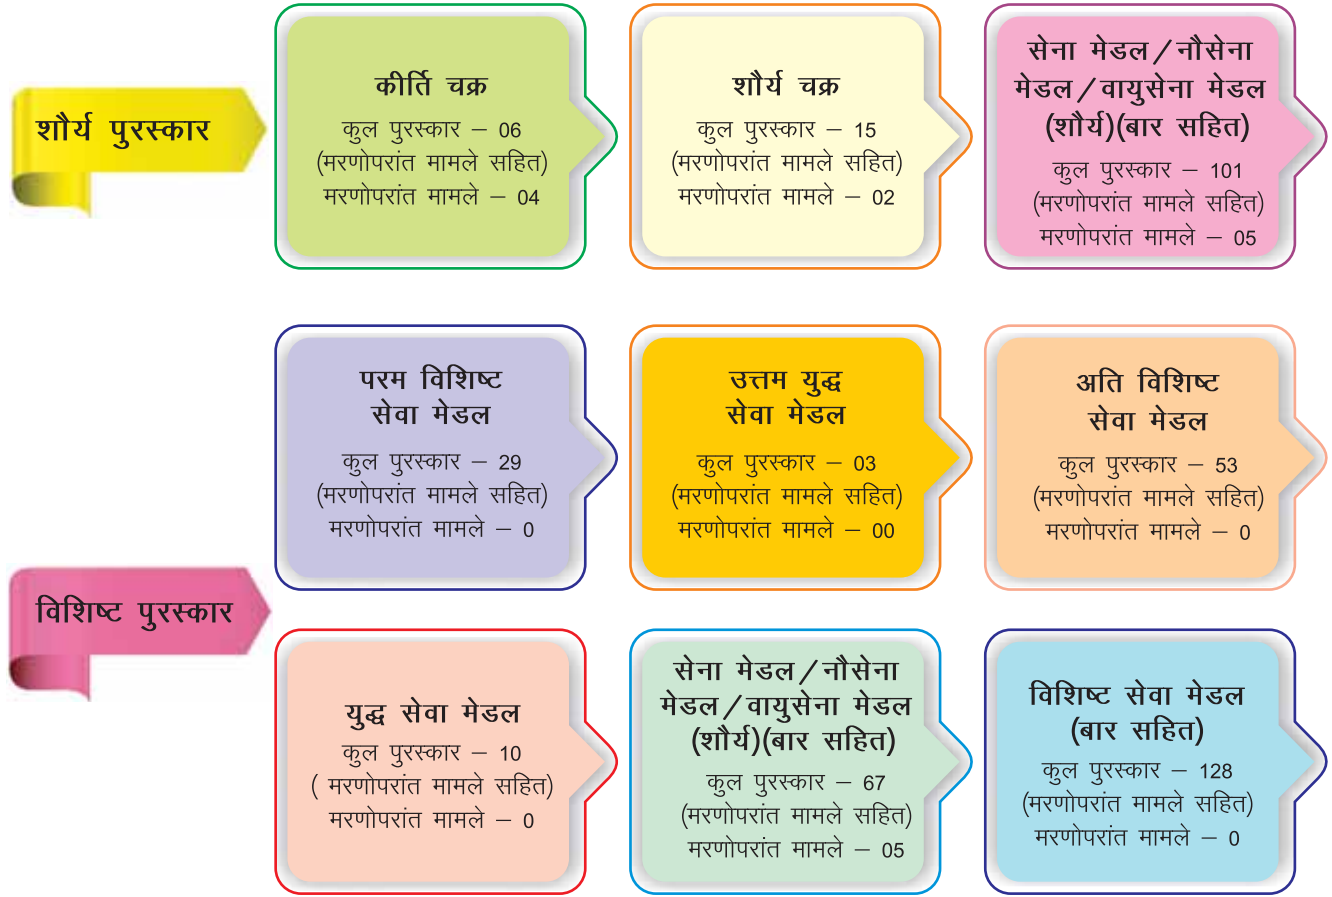 शौर्य पुरस्कार
कीर्ति चक्र
कुल पुरस्कार – 06
(मरणोपरांत मामले सहित)
मरणोपरांत मामले – 04
शौर्य चक्र
कुल पुरस्कार – 15
(मरणोपरांत मामले सहित)
मरणोपरांत मामले – 02
सेना मेडल/नौसेना
मेडल/वायुसेना मेडल
(शौर्य)(बार सहित)
कुल पुरस्कार – 101
(मरणोपरांत मामले सहित)
मरणोपरांत मामले – 05
विशिष्ट पुरस्कार
परम विशिष्ट
सेवा मेडल
कुल पुरस्कार – 29
(मरणोपरांत मामले सहित)
मरणोपरांत मामले – 0
उत्तम युद्ध
सेवा मेडल
कुल पुरस्कार – 03
(मरणोपरांत मामले सहित)
मरणोपरांत मामले – 00
अति विशिष्ट
सेवा मेडल
कुल पुरस्कार – 53
(मरणोपरांत मामले सहित)
मरणोपरांत मामले – 0
युद्ध सेवा मेडल
कुल पुरस्कार – 10
( मरणोपरांत मामले सहित)
मरणोपरांत मामले – 0
सेना मेडल/नौसेना
मेडल/वायुसेना मेडल
(शौर्य)(बार सहित)
कुल पुरस्कार – 67
(मरणोपरांत मामले सहित)
मरणोपरांत मामले – 05
विशिष्ट सेवा मेडल
(बार सहित)
कुल पुरस्कार – 128
(मरणोपरांत मामले सहित)
मरणोपरांत मामले – 0